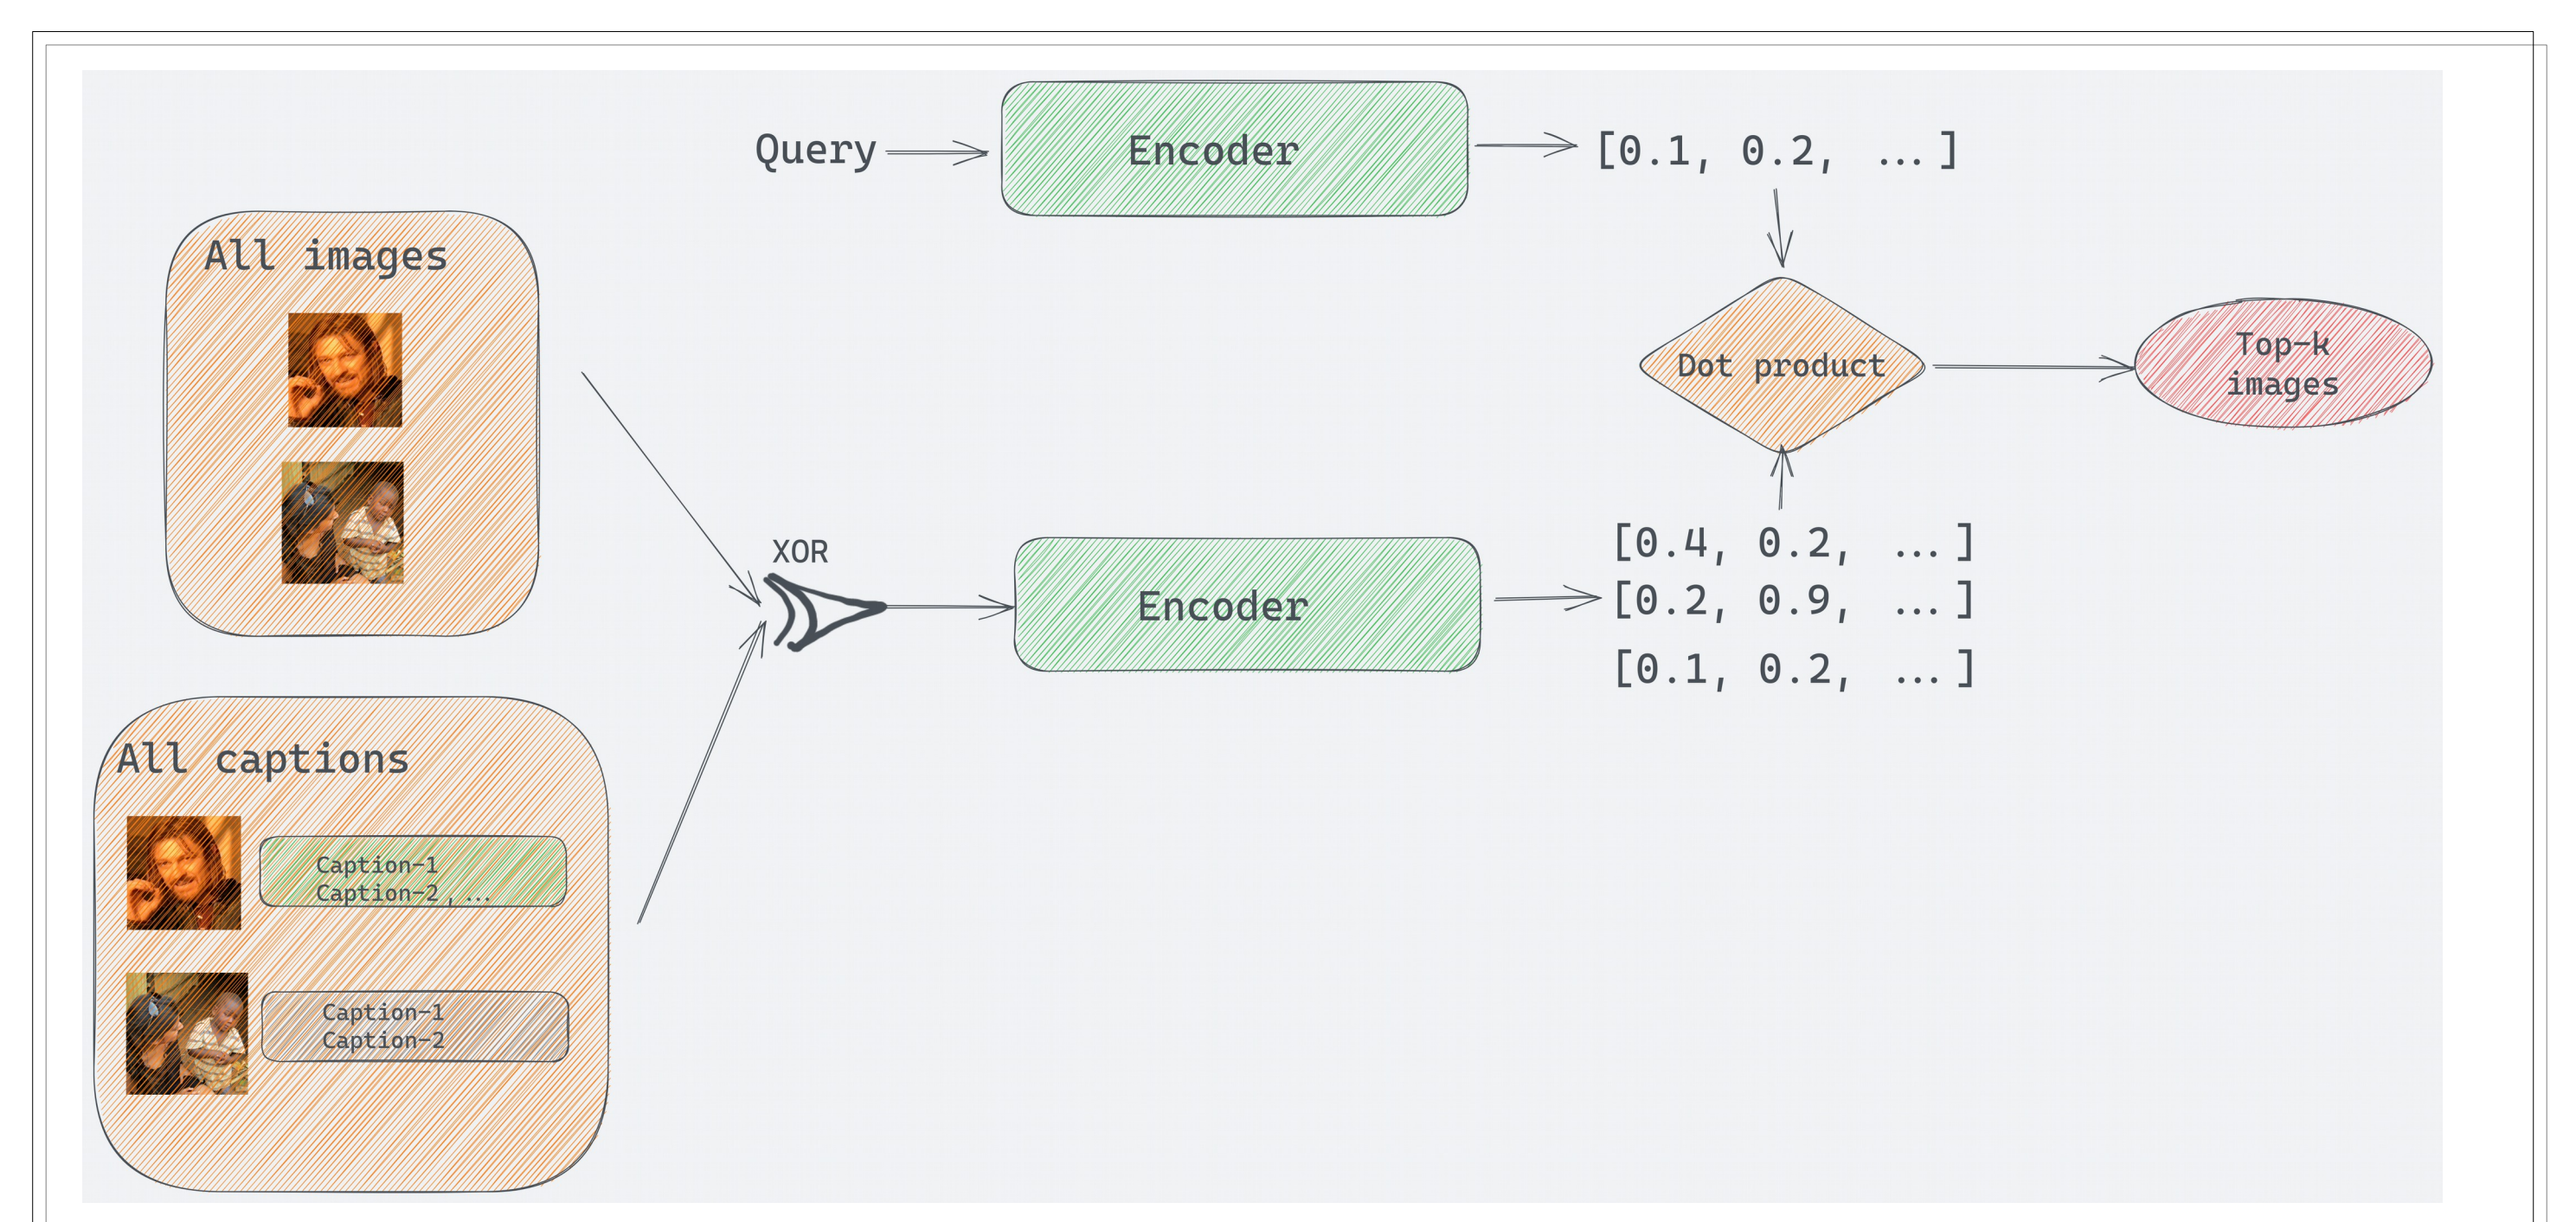 Query
Encoder
[0.1, 0.2, ...]
All images
Dot product
Top-k
images
XOR
Encoder
[0.4, 0.2, ...]
[0.2, 0.9, ...]
[0.1, 0.2, ...]
All captions
Caption-1
Caption-2, ...
Caption-1
Caption-2